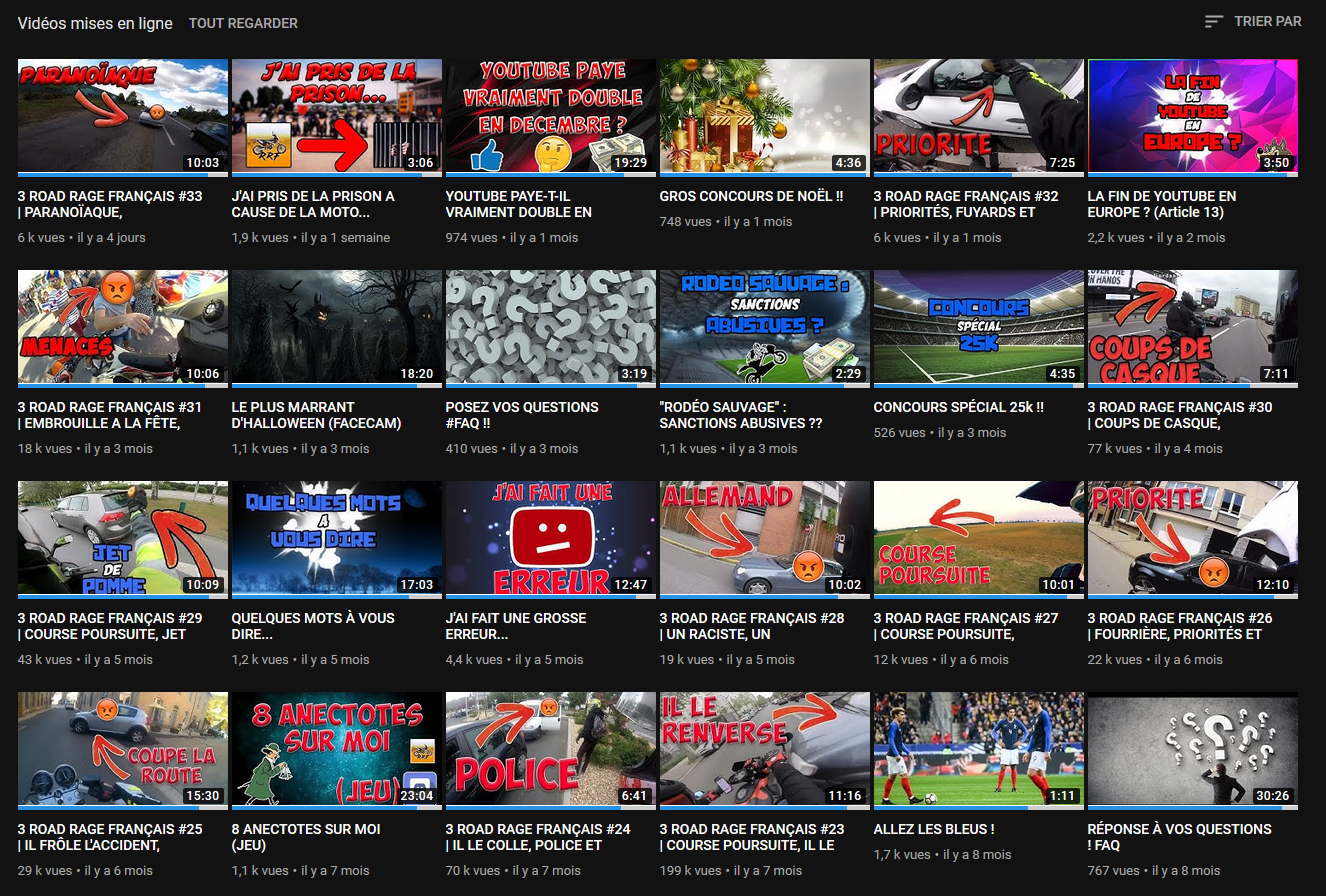 Vidéos mises en ligne TOUT REGARDER TRIER PAR
PARANOÏAQUE
10:03
J'AI PRIS DE LA
PRISON...
RRF
3:06
YOUTUBE PAYE
VRAIMENT DOUBLE
EN DECEMBRE ?
19:29
4:36
PRIORITE
7:25
LA FIN
DE
YOUTUBE
EN
EUROPE ?
3:50
3 ROAD RAGE FRANÇAIS #33
| PARANOÏAQUE,
6 k vues • il y a 4 jours
J'AI PRIS DE LA PRISON A
CAUSE DE LA MOTO...
1,9 k vues • il y a 1 semaine
YOUTUBE PAYE-T-IL
VRAIMENT DOUBLE EN
974 vues • il y a 1 mois
GROS CONCOURS DE NOËL !!
748 vues • il y a 1 mois
3 ROAD RAGE FRANÇAIS #32
| PRIORITÉS, FUYARDS ET
6 k vues • il y a 1 mois
LA FIN DE YOUTUBE EN
EUROPE ? (Article 13)
2,2 k vues • il y a 2 mois
MENACES
10:06
18:20
3:19
RODEO SAUVAGE :
SANCTIONS
ABUSIVES ?
2:29
CONCOURS
SPÉCIAL
25K
4:35
IN HANDS
COUPS DE
CASQUE
7:11
3 ROAD RAGE FRANÇAIS #31
| EMBROUILLE A LA FÊTE,
18 k vues • il y a 3 mois
LE PLUS MARRANT
D'HALLOWEEN (FACECAM)
1,1 k vues • il y a 3 mois
POSEZ VOS QUESTIONS
#FAQ !!
410 vues • il y a 3 mois
"RODÉO SAUVAGE" :
SANCTIONS ABUSIVES ??
1,1 k vues • il y a 3 mois
CONCOURS SPÉCIAL 25k !!
526 vues • il y a 3 mois
3 ROAD RAGE FRANÇAIS #30
| COUPS DE CASQUE,
77 k vues • il y a 4 mois
JET
DE
POMME
10:09
QUELQUES MOTS
A
VOUS DIRE
17:03
J'AI FAIT UNE
ERREUR
12:47
ALLEMAND
10:02
COURSE
POURSUITE
10:01
PRIORITE
12:10
3 ROAD RAGE FRANÇAIS #29
| COURSE POURSUITE, JET
43 k vues • il y a 5 mois
QUELQUES MOTS À VOUS
DIRE...
1,2 k vues • il y a 5 mois
J'AI FAIT UNE GROSSE
ERREUR...
4,4 k vues • il y a 5 mois
3 ROAD RAGE FRANÇAIS #28
| UN RACISTE, UN
19 k vues • il y a 5 mois
3 ROAD RAGE FRANÇAIS #27
| COURSE POURSUITE,
12 k vues • il y a 6 mois
3 ROAD RAGE FRANÇAIS #26
| FOURRIÈRE, PRIORITÉS ET
22 k vues • il y a 6 mois
COUPE LA
ROUTE
15:30
8 ANECTOTES
SUR MOI
(JEU)
23:04
POLICE
6:41
IL LE
RENVERSE
11:16
1:11
30:26
3 ROAD RAGE FRANÇAIS #25
| IL FRÔLE L'ACCIDENT,
29 k vues • il y a 6 mois
8 ANECTOTES SUR MOI
(JEU)
1,1 k vues • il y a 7 mois
3 ROAD RAGE FRANÇAIS #24
| IL LE COLLE, POLICE ET
70 k vues • il y a 7 mois
3 ROAD RAGE FRANÇAIS #23
| COURSE POURSUITE, IL LE
199 k vues • il y a 7 mois
ALLEZ LES BLEUS !
1,7 k vues • il y a 8 mois
RÉPONSE À VOS QUESTIONS
! FAQ
767 vues • il y a 8 mois